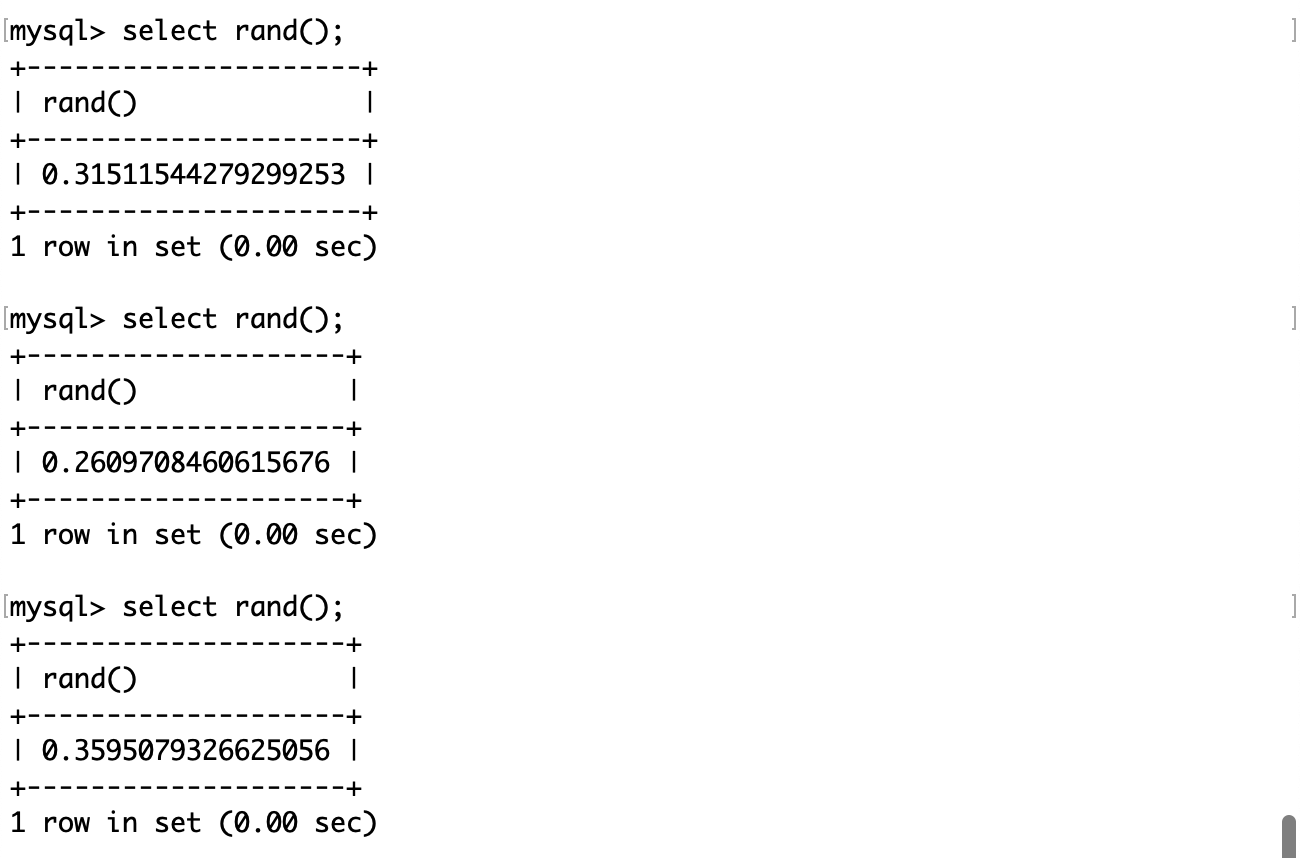 mysql> select rand();
+---------------------+
| rand()              |
+---------------------+
| 0.31511544279299253 |
+---------------------+
1 row in set (0.00 sec)

mysql> select rand();
+--------------------+
| rand()             |
+--------------------+
| 0.2609708460615676 |
+--------------------+
1 row in set (0.00 sec)

mysql> select rand();
+--------------------+
| rand()             |
+--------------------+
| 0.3595079326625056 |
+--------------------+
1 row in set (0.00 sec)